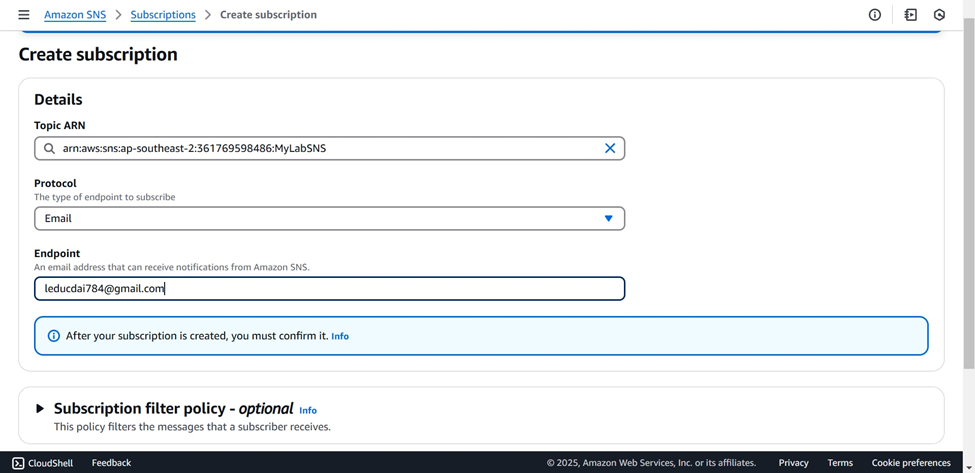 Amazon SNS > Subscriptions > Create subscription
Create subscription
Details
Topic ARN
arn:aws:sns:ap-southeast-2:361769598486:MyLabSNS
Protocol
The type of endpoint to subscribe
Email
Endpoint
An email address that can receive notifications from Amazon SNS.
leducdai784@gmail.com
After your subscription is created, you must confirm it. Info
Subscription filter policy - optional Info
This policy filters the messages that a subscriber receives.
CloudShell Feedback © 2025, Amazon Web Services, Inc. or its affiliates. Privacy Terms Cookie preferences